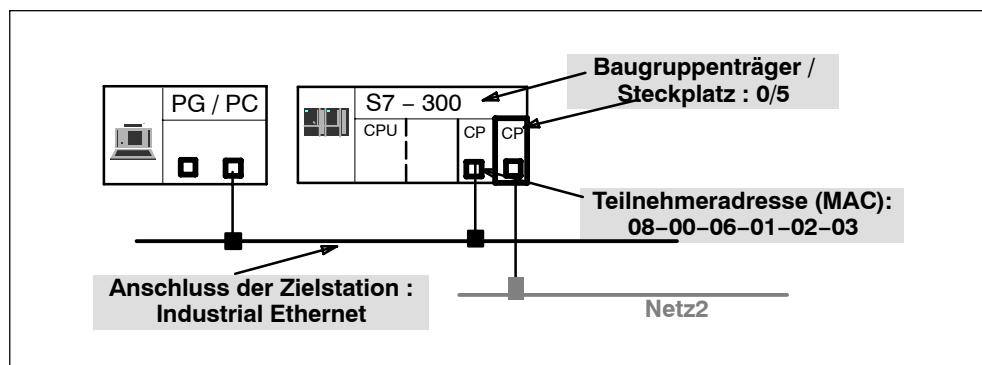 Baugruppenträger /
Steckplatz : 0/5
PG / PC
S7 – 300
CPU
CP
CP
Teilnehmeradresse (MAC):
08–00–06–01–02–03
Anschluss der Zielstation :
Industrial Ethernet
Netz2